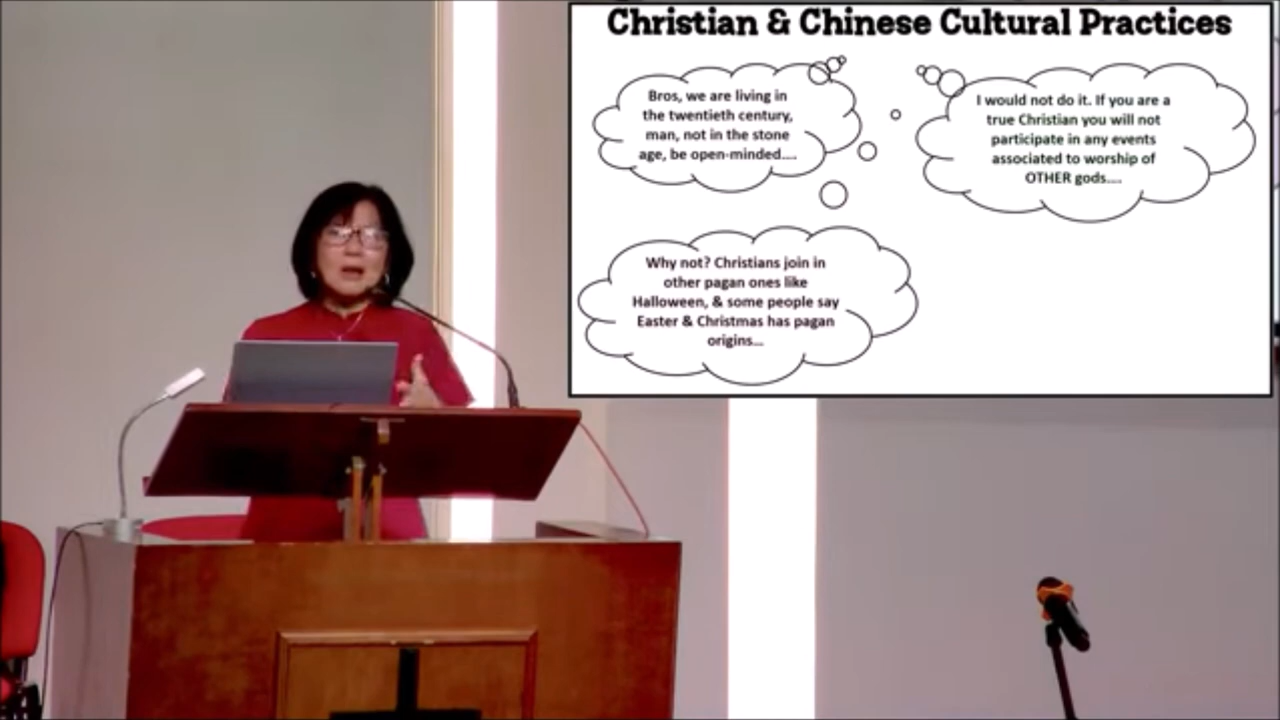 Christian & Chinese Cultural Practices
Bros, we are living in
the twentieth century,
man, not in the stone
age, be open-minded....
I would not do it. If you are a
true Christian you will not
participate in any events
associated to worship of
OTHER gods....
Why not? Christians join in
other pagan ones like
Halloween, & some people say
Easter & Christmas has pagan
origins...